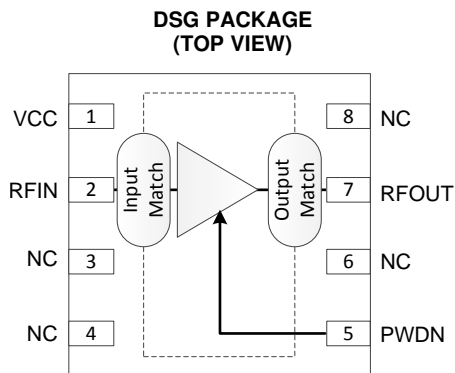 DSG PACKAGE
(TOP VIEW)
VCC 1 8 NC
RFIN 2 Input Match Output Match 7 RFOUT
NC 3 6 NC
NC 4 5 PWDN